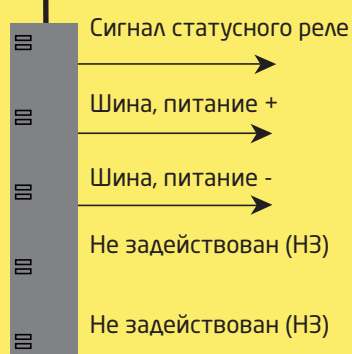 Сигнал статусного реле
Шина, питание +
Шина, питание -
Не задействован (НЗ)
Не задействован (НЗ)